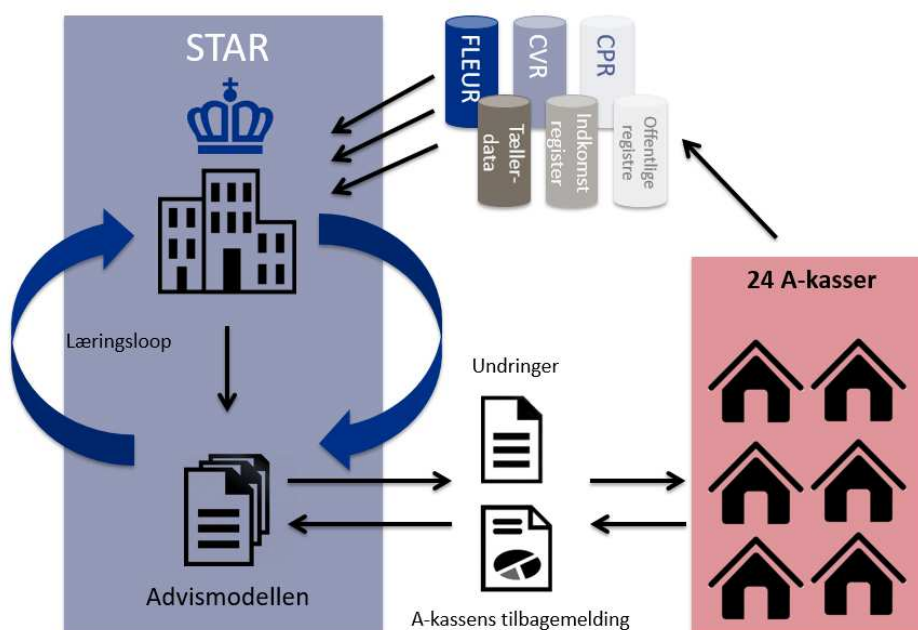 STAR
FLEUR
CVR
CPR
Tæller-
data
Indkomst
register
Offentlige
registre
24 A-kasser
Læringsloop
Undringer
Advismodellen
A-kassens tilbagemelding